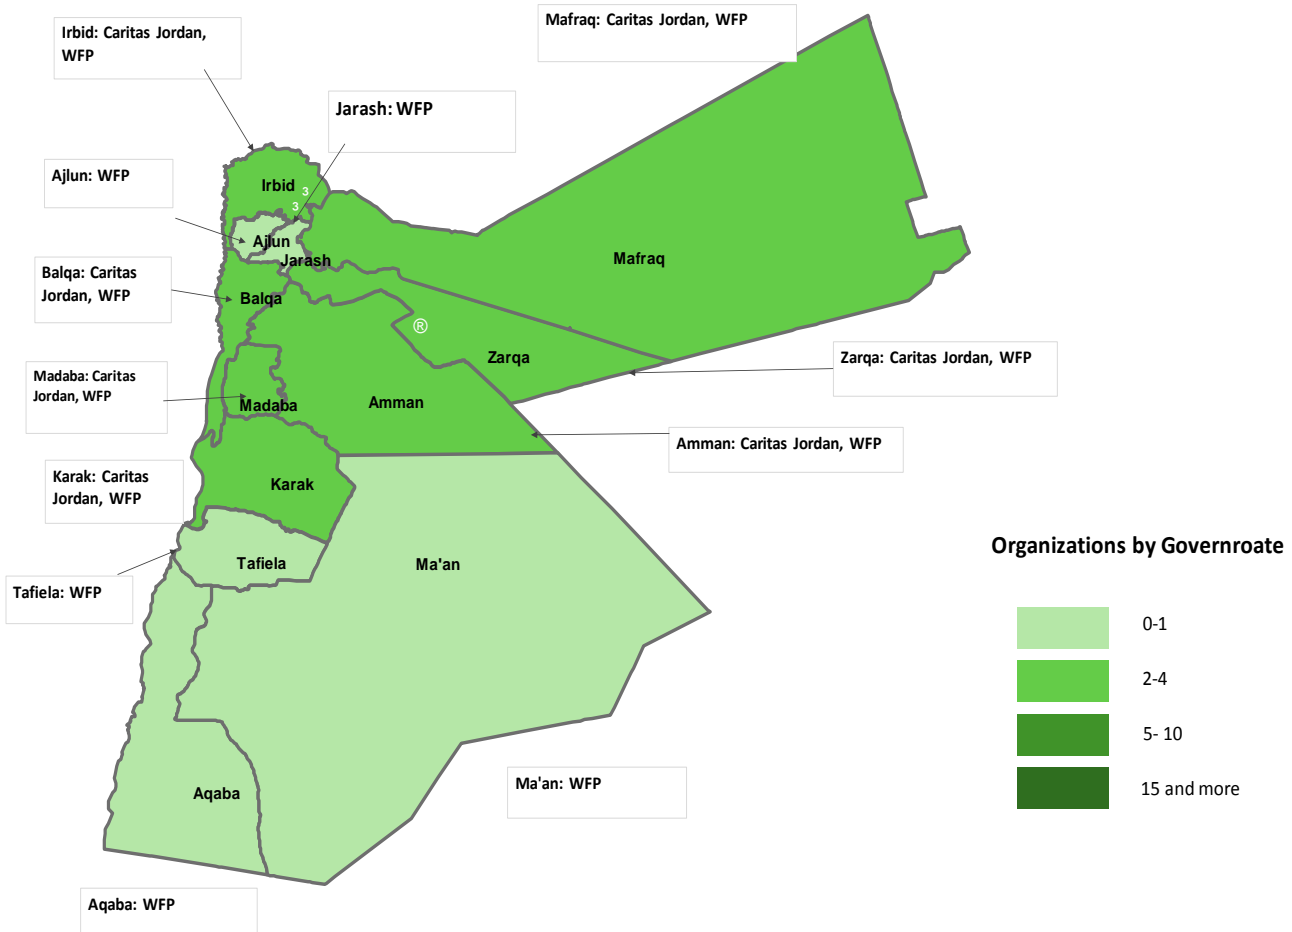 Irbid: Caritas Jordan,
WFP
Mafraq: Caritas Jordan, WFP
Jarash: WFP
Ajlun: WFP
Irbid
3
3
Ajlun
Jarash
Mafraq
Balqa: Caritas
Jordan, WFP
Balqa
®
Zarqa
Zarqa: Caritas Jordan, WFP
Madaba: Caritas
Jordan, WFP
Madaba
Amman
Amman: Caritas Jordan, WFP
Karak: Caritas
Jordan, WFP
Karak
Tafiela
Ma'an
Tafiela: WFP
Organizations by Governroate
0-1
2-4
5- 10
15 and more
Aqaba
Ma'an: WFP
Aqaba: WFP